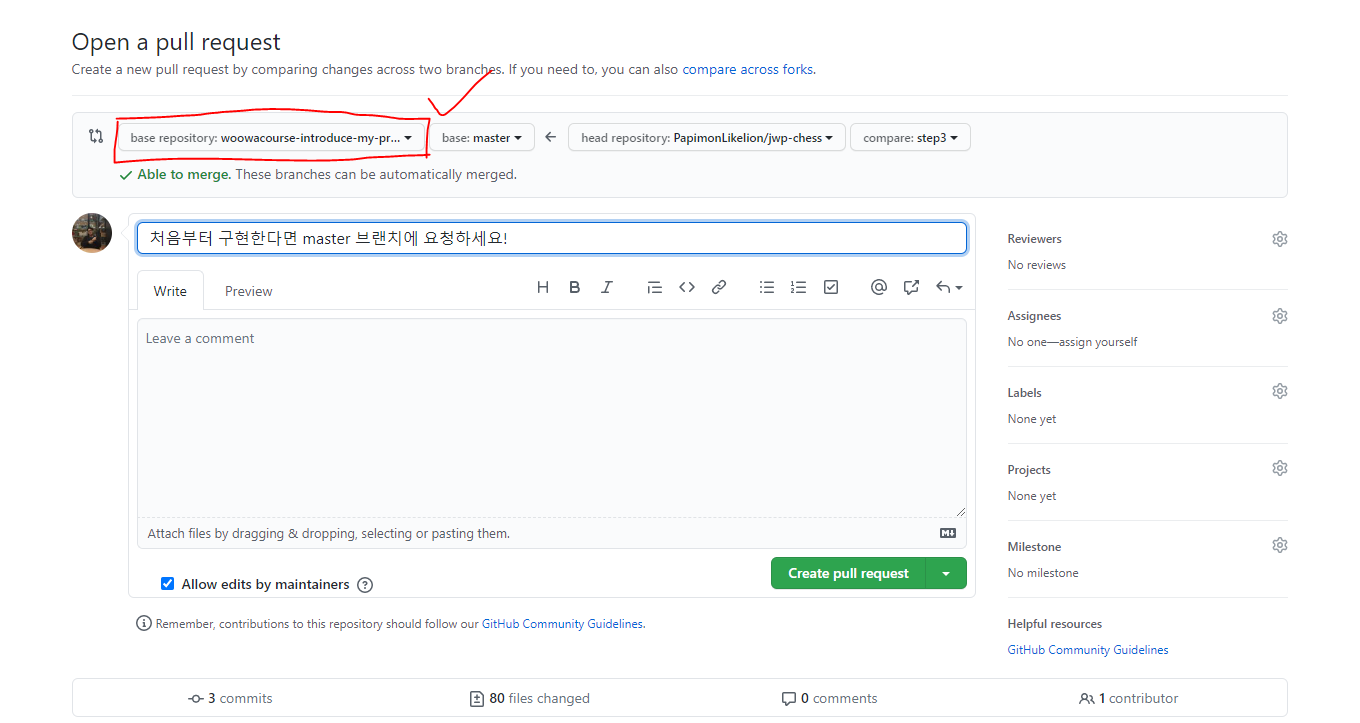 Open a pull request
Create a new pull request by comparing changes across two branches. If you need to, you can also compare across forks.
base repository: woowacourse-introduce-my-pr... base: master head repository: PapimonLikelion/jwp-chess compare: step3
Able to merge. These branches can be automatically merged.
처음부터 구현한다면 master 브랜치에 요청하세요!
Write Preview
Leave a comment
Attach files by dragging & dropping, selecting or pasting them.
Allow edits by maintainers
Create pull request
Remember, contributions to this repository should follow our GitHub Community Guidelines.
Reviewers
No reviews
Assignees
No one—assign yourself
Labels
None yet
Projects
None yet
Milestone
No milestone
Helpful resources
GitHub Community Guidelines
3 commits 80 files changed 0 comments 1 contributor